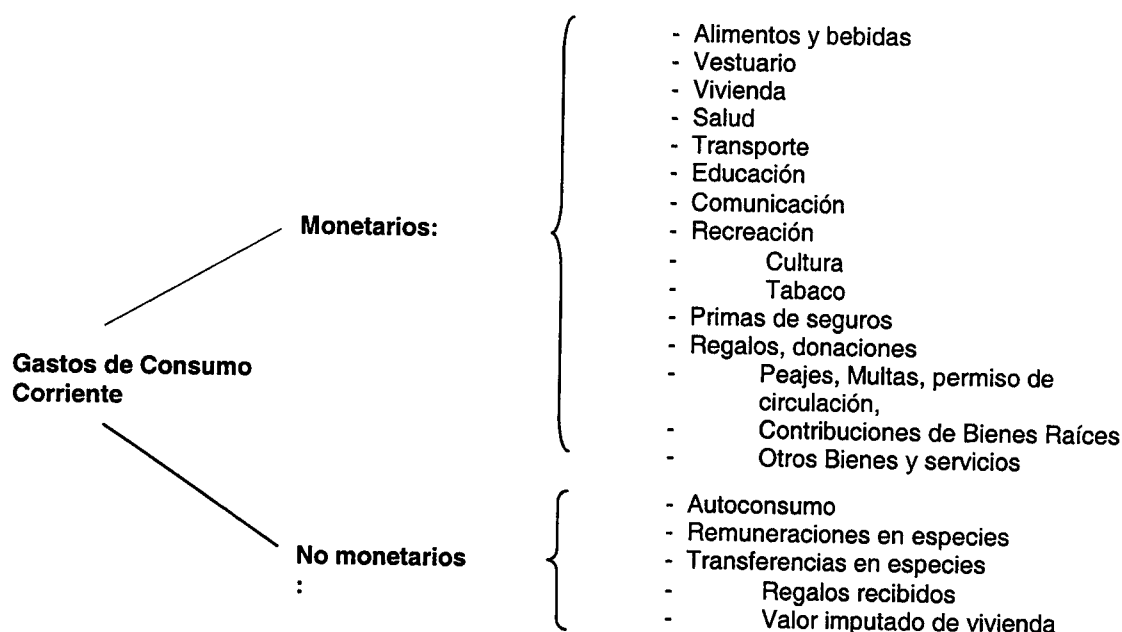 - Alimentos y bebidas
- Vestuario
- Vivienda
- Salud
- Transporte
- Educación
- Comunicación
Monetarios:
- Recreación
- Cultura
- Tabaco
- Primas de seguros
- Regalos, donaciones
Gastos de Consumo
Corriente
- Peajes, Multas, permiso de
circulación,
- Contribuciones de Bienes Raíces
- Otros Bienes y servicios
No monetarios
:
- Autoconsumo
- Remuneraciones en especies
- Transferencias en especies
- Regalos recibidos
- Valor imputado de vivienda